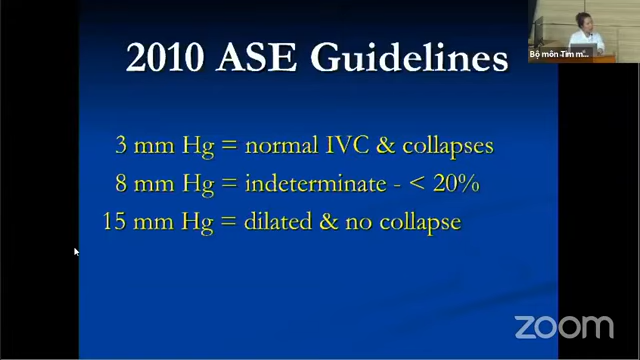 2010 ASE Guidelines
3 mm Hg = normal IVC & collapses
8 mm Hg = indeterminate - < 20%
15 mm Hg = dilated & no collapse
Bộ môn Tim m...
zoom